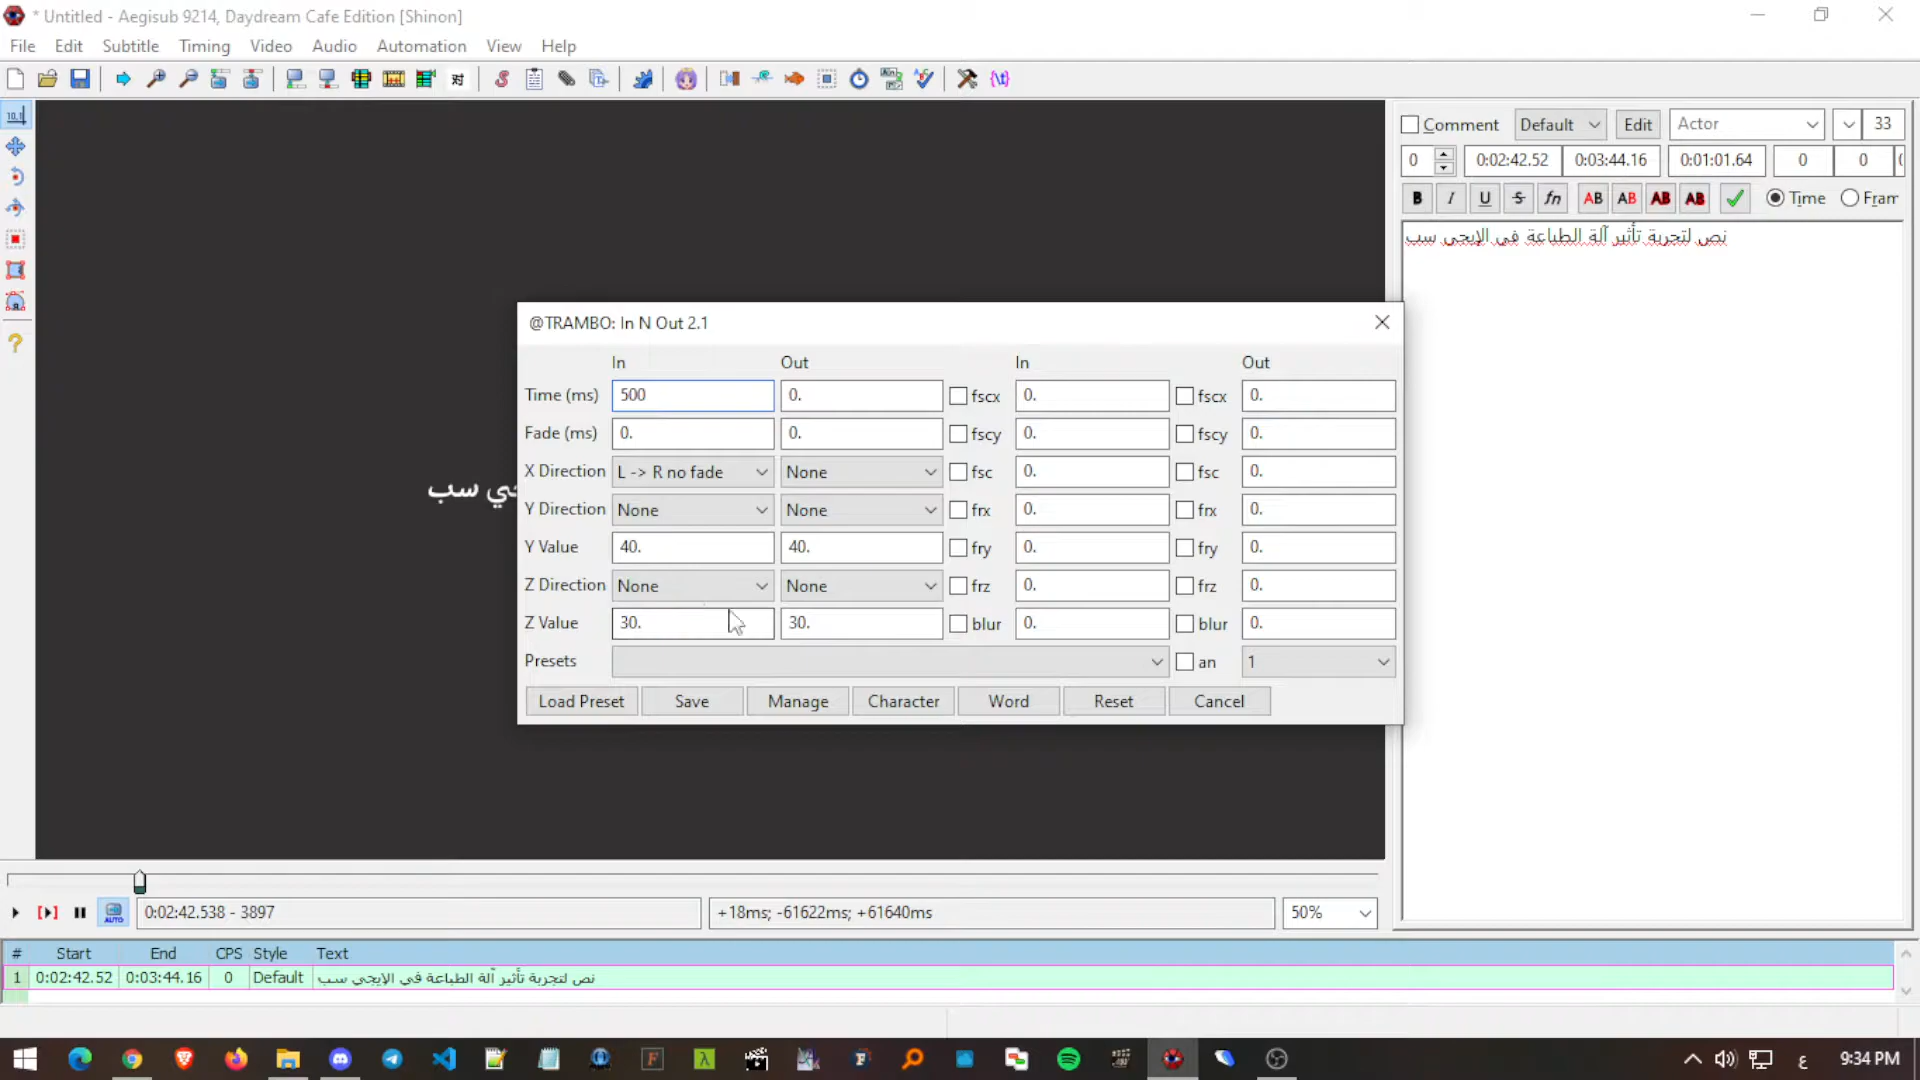 * Untitled - Aegisub 9214, Daydream Cafe Edition [Shinon]
File Edit Subtitle Timing Video Audio Automation View Help
Comment Default Edit Actor 33
0 0:02:42.52 0:03:44.16 0:01:01.64 0 0
B I U S fn AB AB AB AB Time Fram
نص لتجربة تأثير آلة الطباعة في الإيجي سب
جي سب
@TRAMBO: In N Out 2.1
In Out In Out
Time (ms) 500 0. fscx 0. fscx 0.
Fade (ms) 0. 0. fscy 0. fscy 0.
X Direction L -> R no fade None fsc 0. fsc 0.
Y Direction None None frx 0. frx 0.
Y Value 40. 40. fry 0. fry 0.
Z Direction None None frz 0. frz 0.
Z Value 30. 30. blur 0. blur 0.
Presets an 1
Load Preset Save Manage Character Word Reset Cancel
AUTO 0:02:42.538 - 3897 +18ms; -61622ms; +61640ms 50%
# Start End CPS Style Text
1 0:02:42.52 0:03:44.16 0 Default نص لتجربة تأثير آلة الطباعة في الإيجي سب
ع 9:34 PM